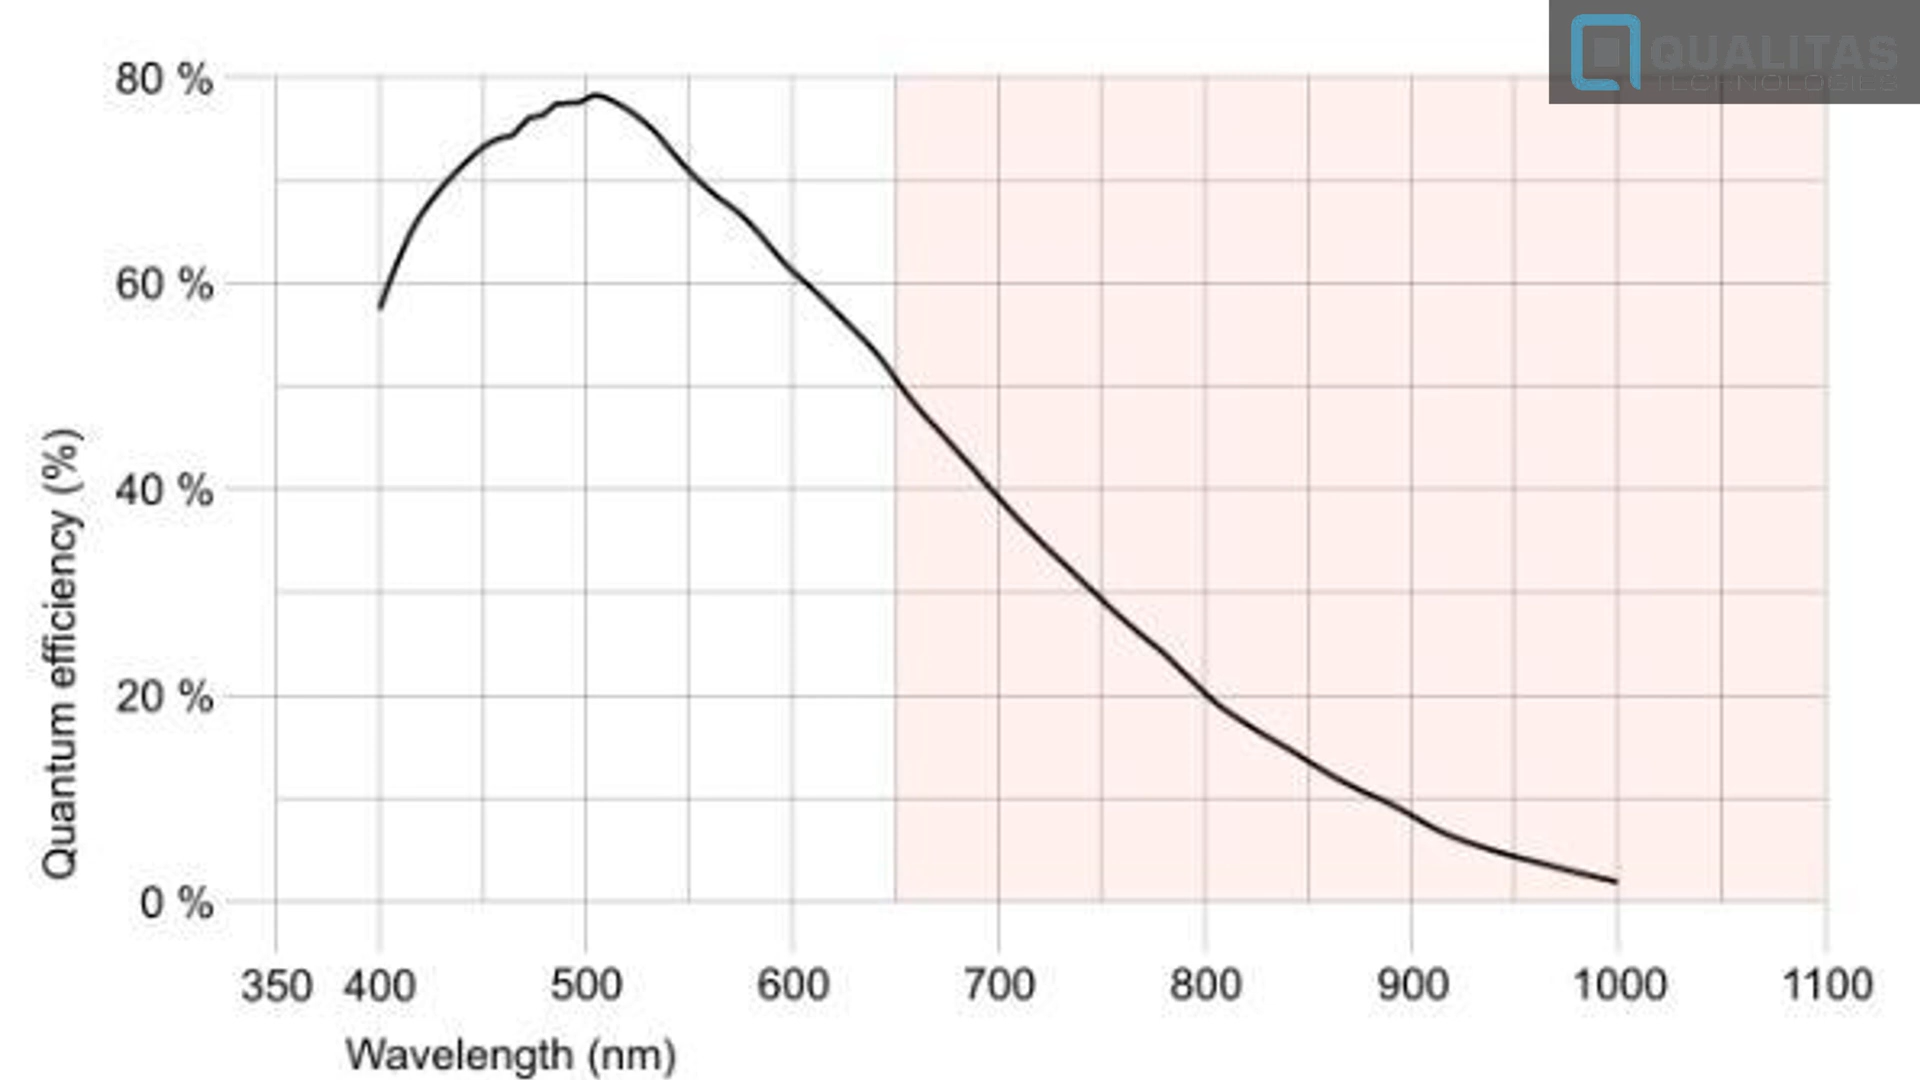 QUALITAS
TECHNOLOGIES
80 %
60 %
40 %
20 %
0 %
Quantum efficiency (%)
350 400 500 600 700 800 900 1000 1100
Wavelength (nm)